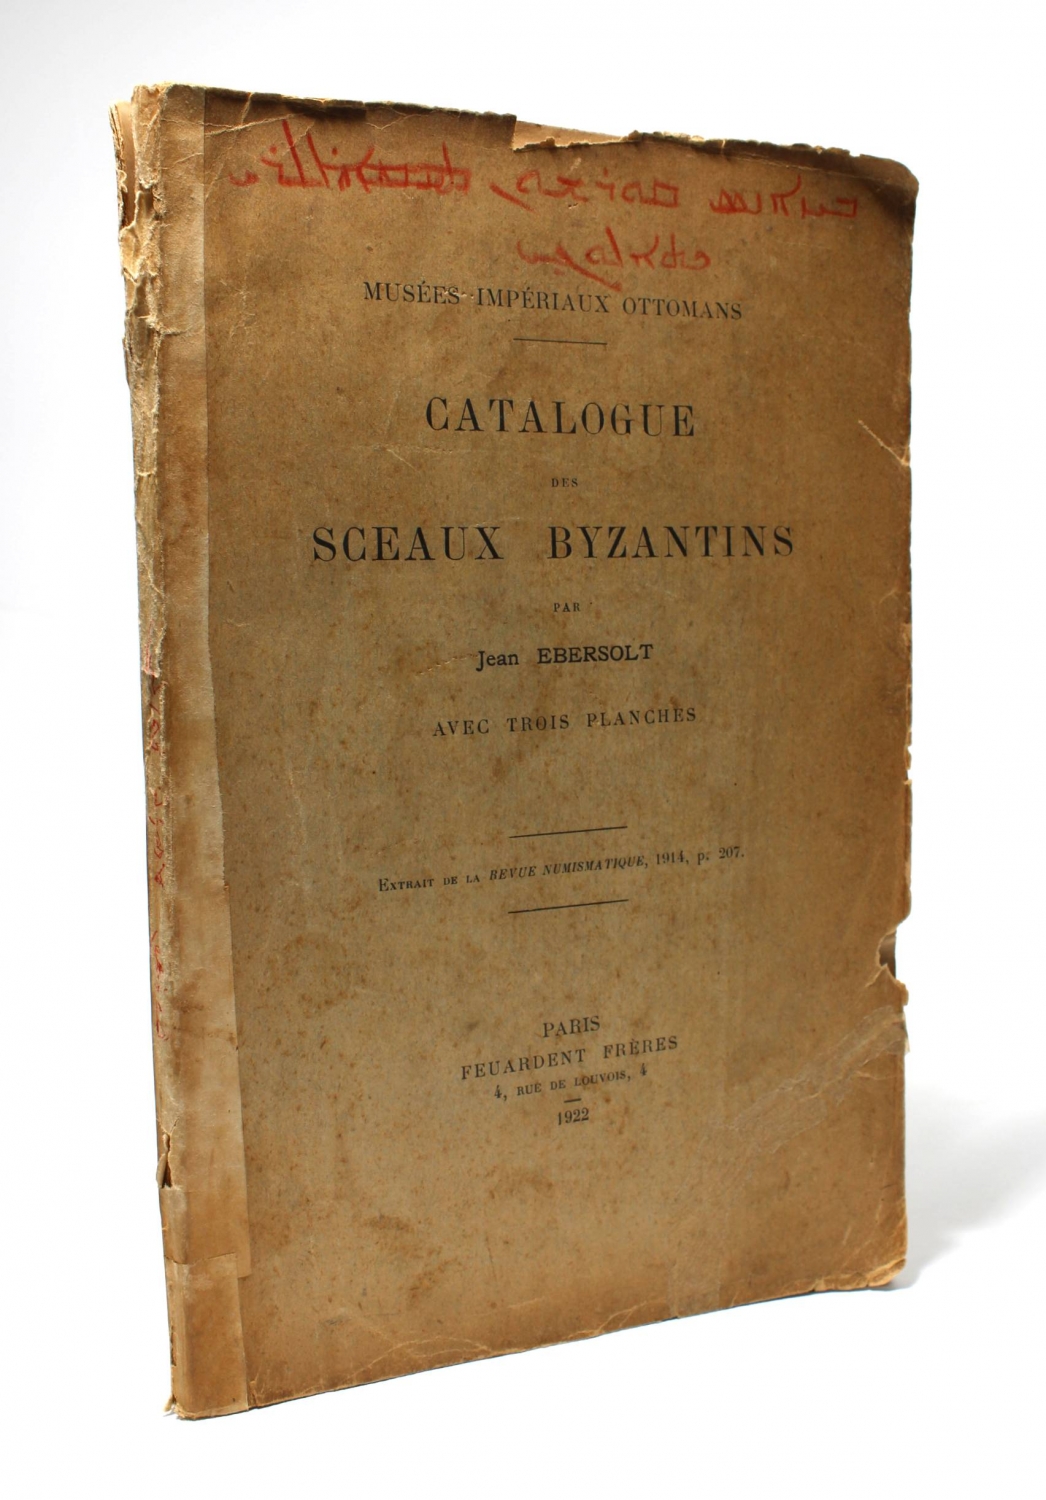 MUSÉES IMPÉRIAUX OTTOMANS
CATALOGUE
DES
SCEAUX BYZANTINS
PAR
Jean EBERSOLT
AVEC TROIS PLANCHES
EXTRAIT DE LA REVUE NUMISMATIQUE, 1914, p. 207.
PARIS
FEUARDENT FRÈRES
4, RUE DE LOUVOIS, 4
1922